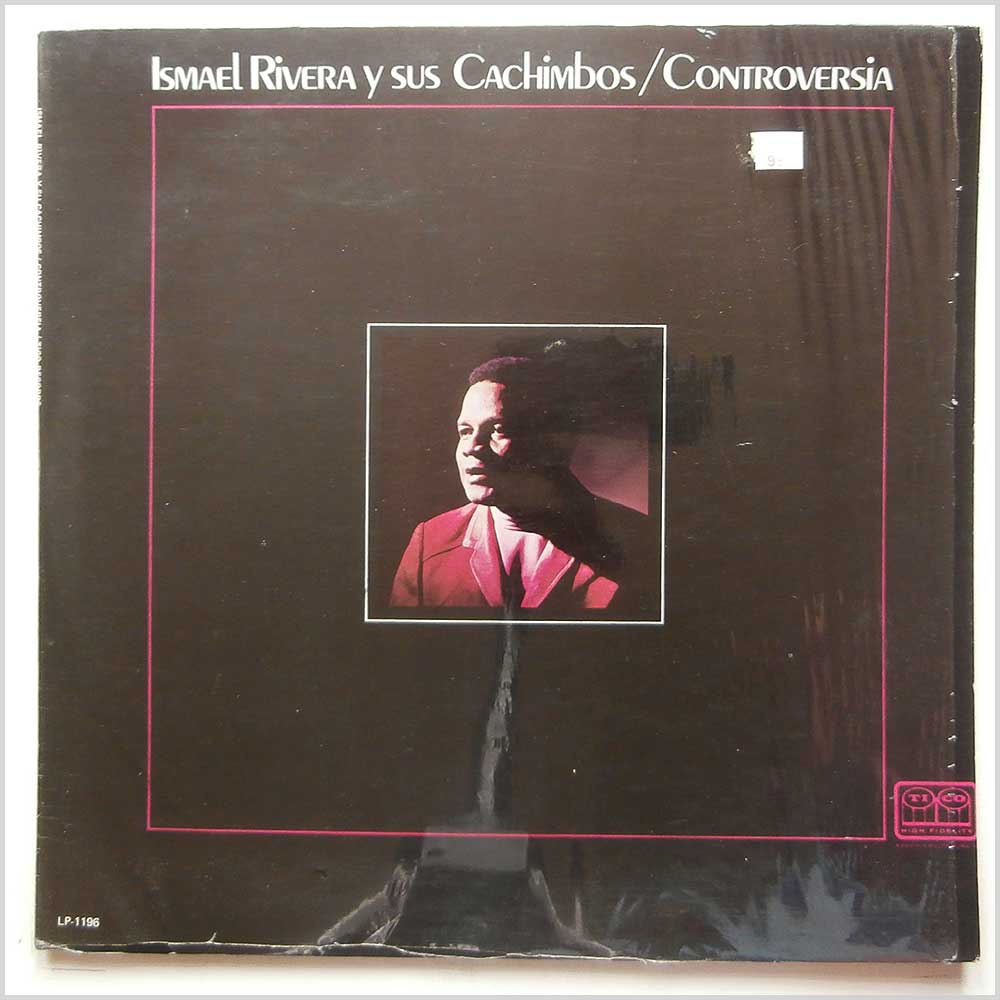 Ismael Rivera y sus Cachimbos/Controversia
TICO
HIGH FIDELITY
LP-1196